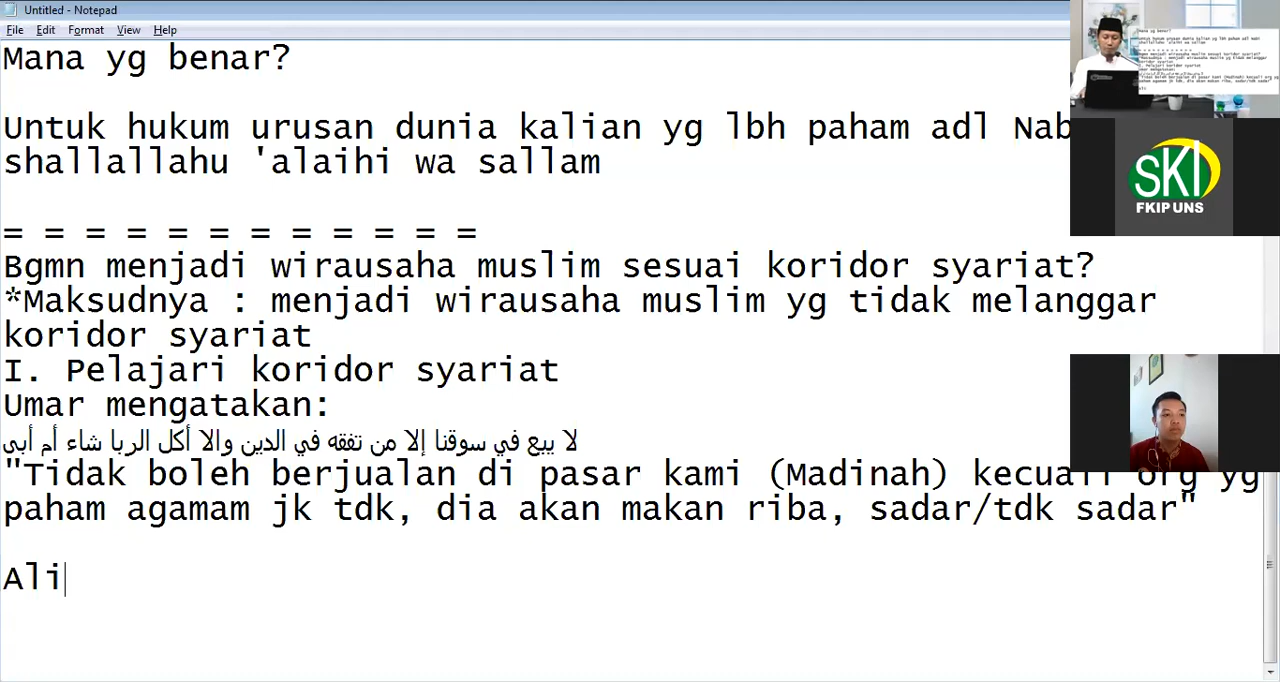 Untitled - Notepad
File Edit Format View Help
Mana yg benar?
Untuk hukum urusan dunia kalian yg lbh paham adl Nab
shallallahu 'alaihi wa sallam
= = = = = = = = = = = =
Bgmn menjadi wirausaha muslim sesuai koridor syariat?
*Maksudnya : menjadi wirausaha muslim yg tidak melanggar
koridor syariat
I. Pelajari koridor syariat
Umar mengatakan:
لا يبع في سوقنا إلا من تفقه في الدين والا أكل الربا شاء أم أبى
"Tidak boleh berjualan di pasar kami (Madinah) kecuali org yg
paham agamam jk tdk, dia akan makan riba, sadar/tdk sadar"
Ali
SKI
FKIP UNS